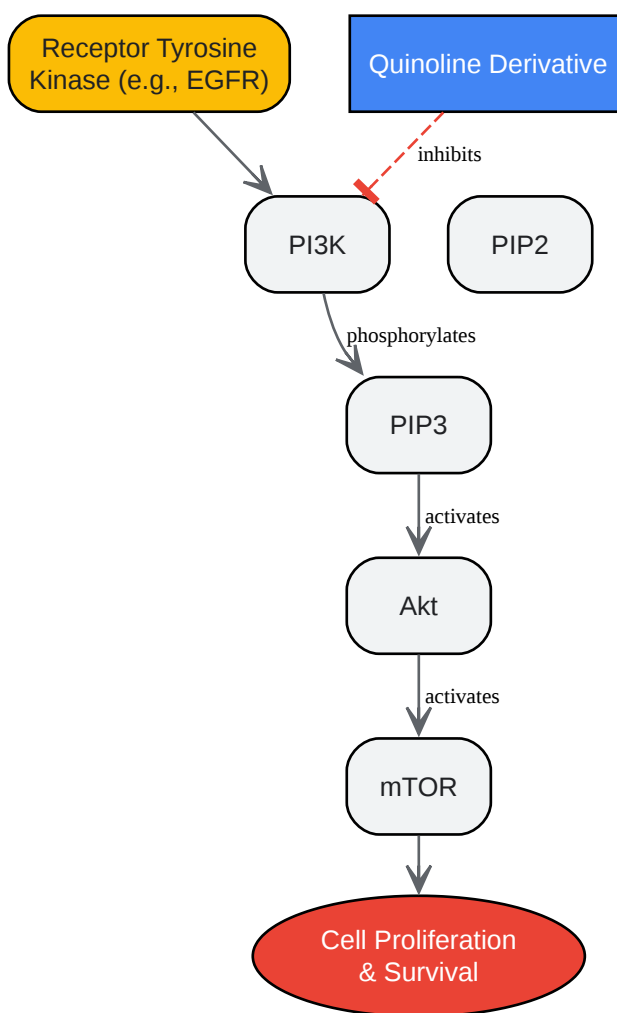 Receptor Tyrosine
Kinase (e.g., EGFR)
Quinoline Derivative
inhibits
PI3K
PIP2
phosphorylates
PIP3
activates
Akt
activates
mTOR
Cell Proliferation
& Survival